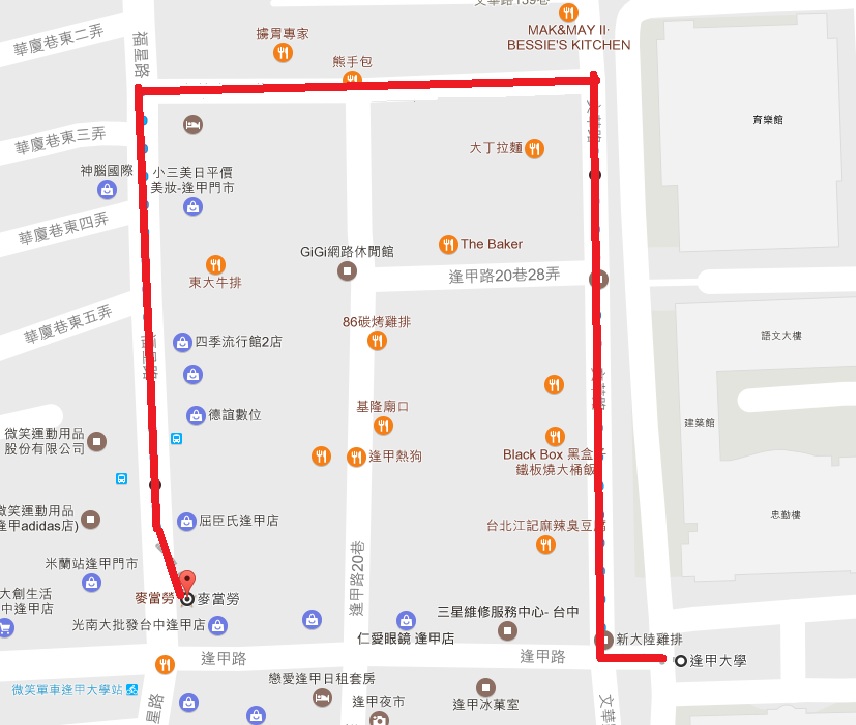 文華路139巷
華廈巷東二弄
福星路
擄胃專家
熊手包
MAK&MAY II·
BESSIE'S KITCHEN
文華路
育樂館
華廈巷東三弄
大丁拉麵
神腦國際
小三美日平價
美妝-逢甲門市
華廈巷東四弄
GiGi網路休閒館
The Baker
東大牛排
逢甲路20巷28弄
華廈巷東五弄
86碳烤雞排
四季流行館2店
語文大樓
福星路
文華路
基隆廟口
德誼數位
建築館
微笑運動用品
股份有限公司
逢甲熱狗
Black Box 黑盒子
鐵板燒大桶飯
微笑運動用品
逢甲adidas店)
屈臣氏逢甲店
忠勤樓
台北江記麻辣臭豆腐
米蘭站逢甲門市
逢甲路20巷
大創生活
中逢甲店
麥當勞
麥當勞
光南大批發台中逢甲店
三星維修服務中心- 台中
仁愛眼鏡 逢甲店
新大陸雞排
逢甲路
逢甲路
逢甲大學
戀愛逢甲日租套房
微笑單車逢甲大學站
星路
逢甲夜市
逢甲冰菓室
文華